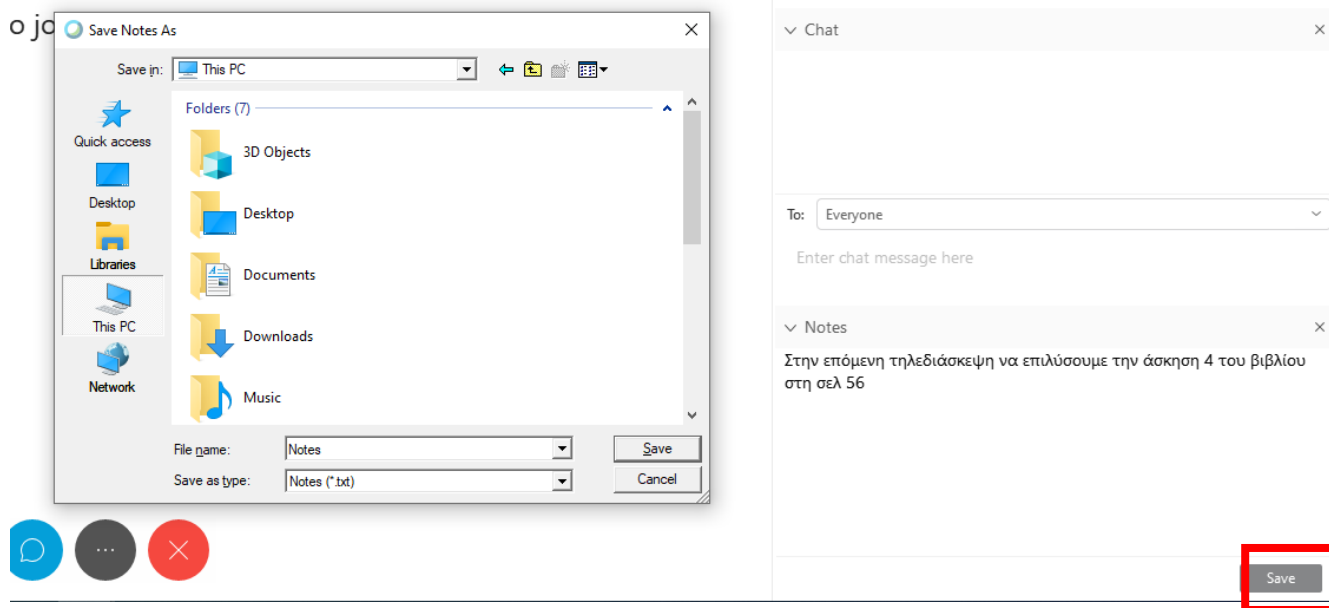 o jo
Save Notes As
Save in:
This PC
Quick access
Desktop
Libraries
This PC
Network
Folders (7)
3D Objects
Desktop
Documents
Downloads
Music
File name:
Notes
Save
Save as type:
Notes (*.txt)
Cancel
Chat
To:
Everyone
Enter chat message here
Notes
Στην επόμενη τηλεδιάσκεψη να επιλύσουμε την άσκηση 4 του βιβλίου
στη σελ 56
Save